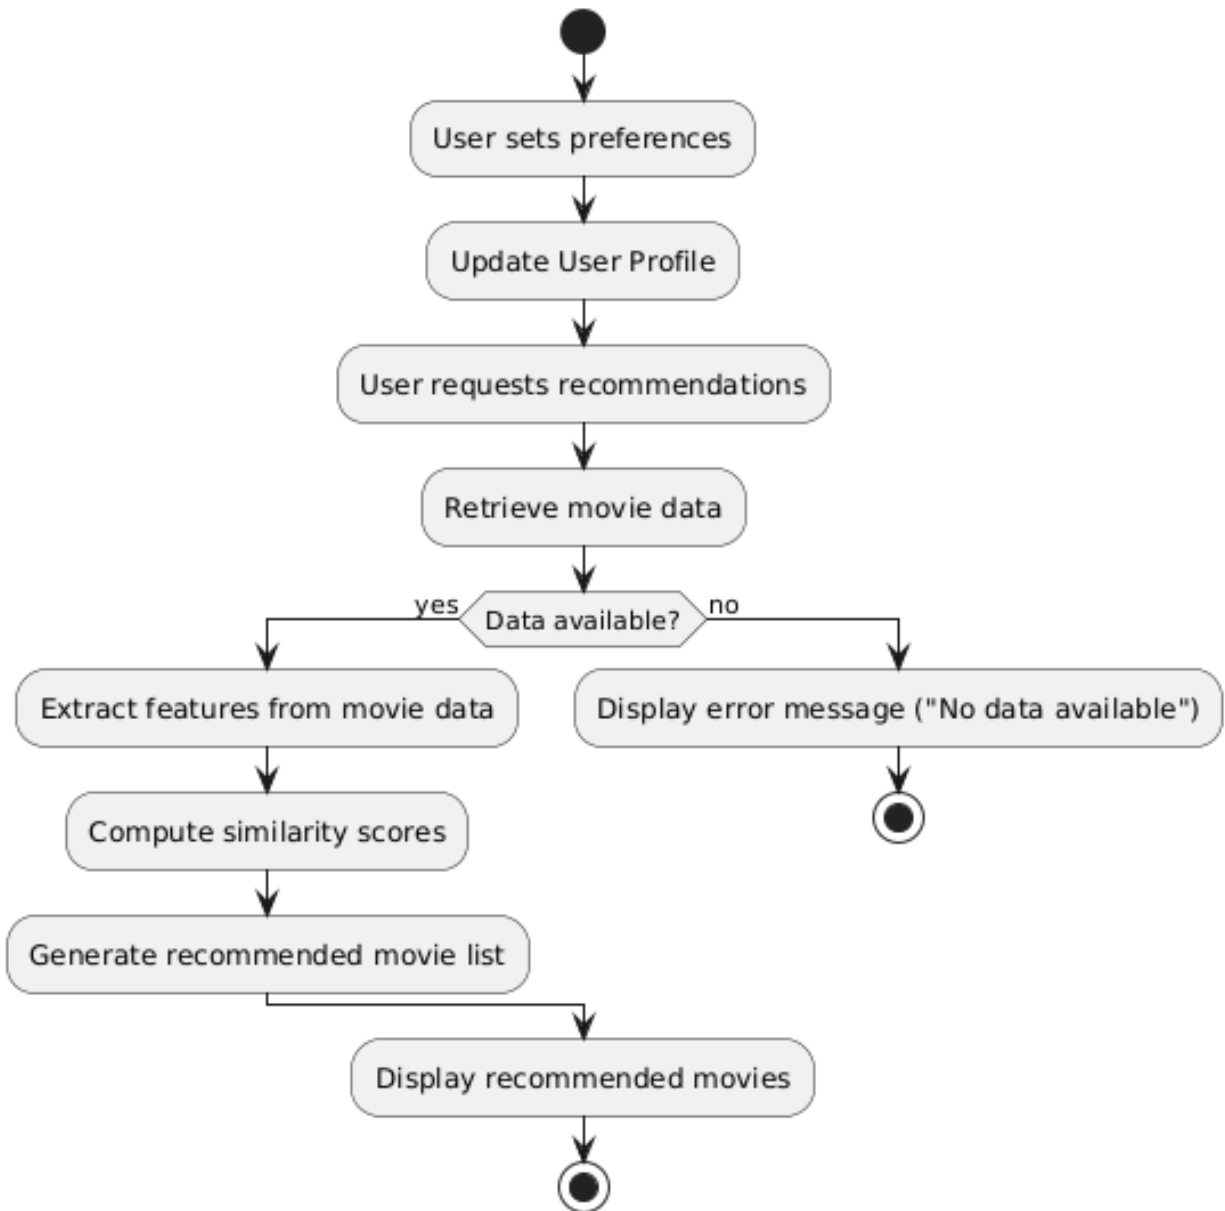 User sets preferences
Update User Profile
User requests recommendations
Retrieve movie data
yes
Data available?
no
Extract features from movie data
Display error message ("No data available")
Compute similarity scores
Generate recommended movie list
Display recommended movies